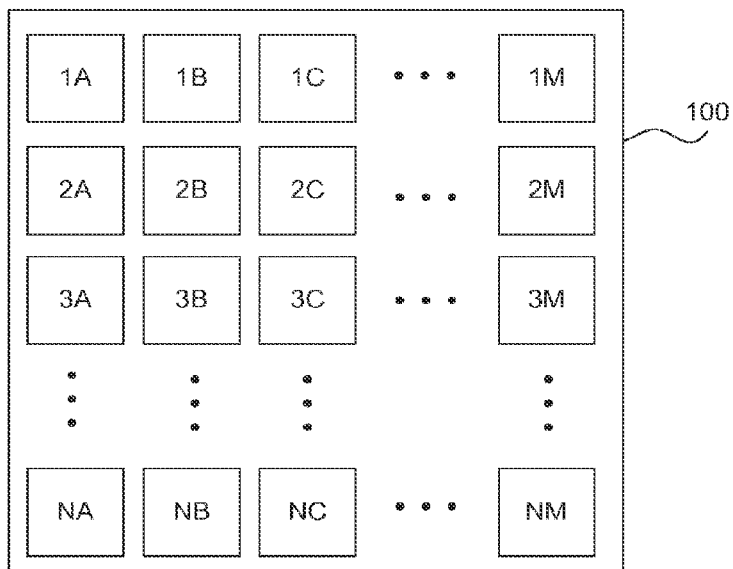 1A 1B 1C • • • 1M
100
2A 2B 2C • • • 2M
3A 3B 3C • • • 3M
NA NB NC • • • NM